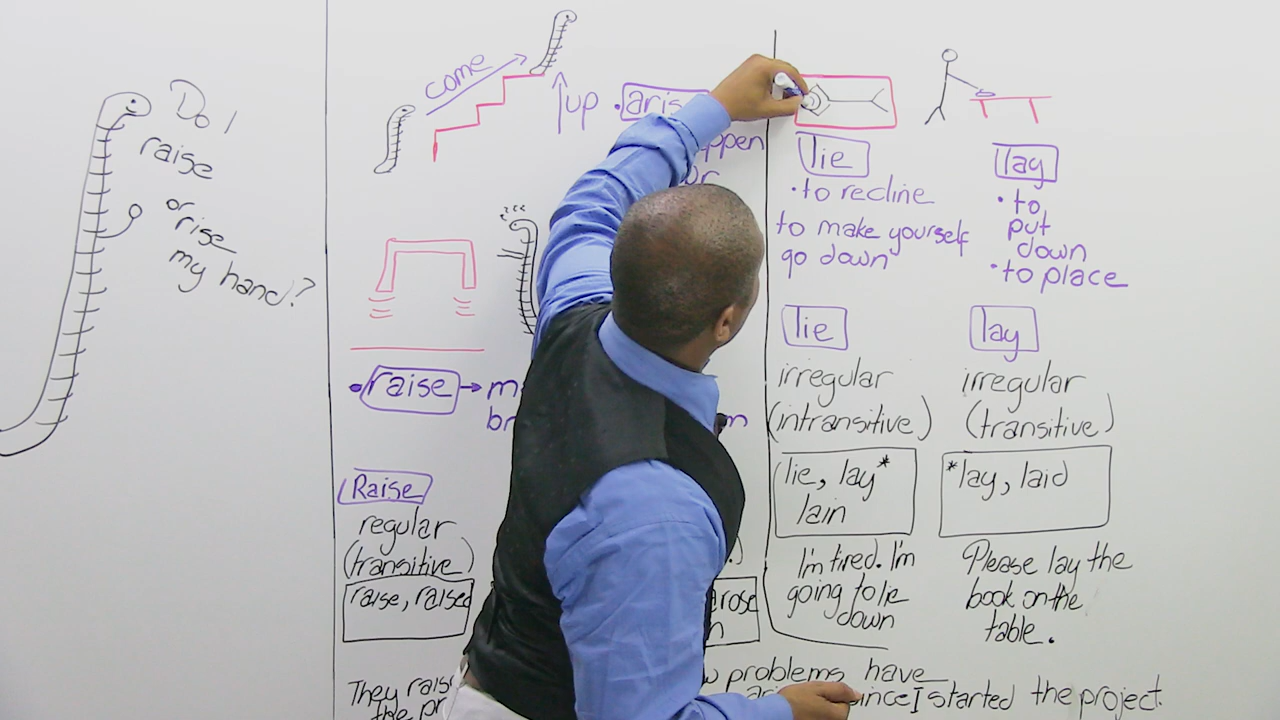 Do I
raise
or
rise
my hand?
come
up
arise
lie
• to recline
to make yourself
go down
lay
• to
put
down
• to place
zzz
• raise →
Raise
regular
(transitive)
raise, raised
arose
lie
irregular
(intransitive)
lie, lay*
lain
I'm tired. I'm
going to lie
down
lay
irregular
(transitive)
*lay, laid
Please lay the
book on the
table.
They
the
problems have
since I started the project.